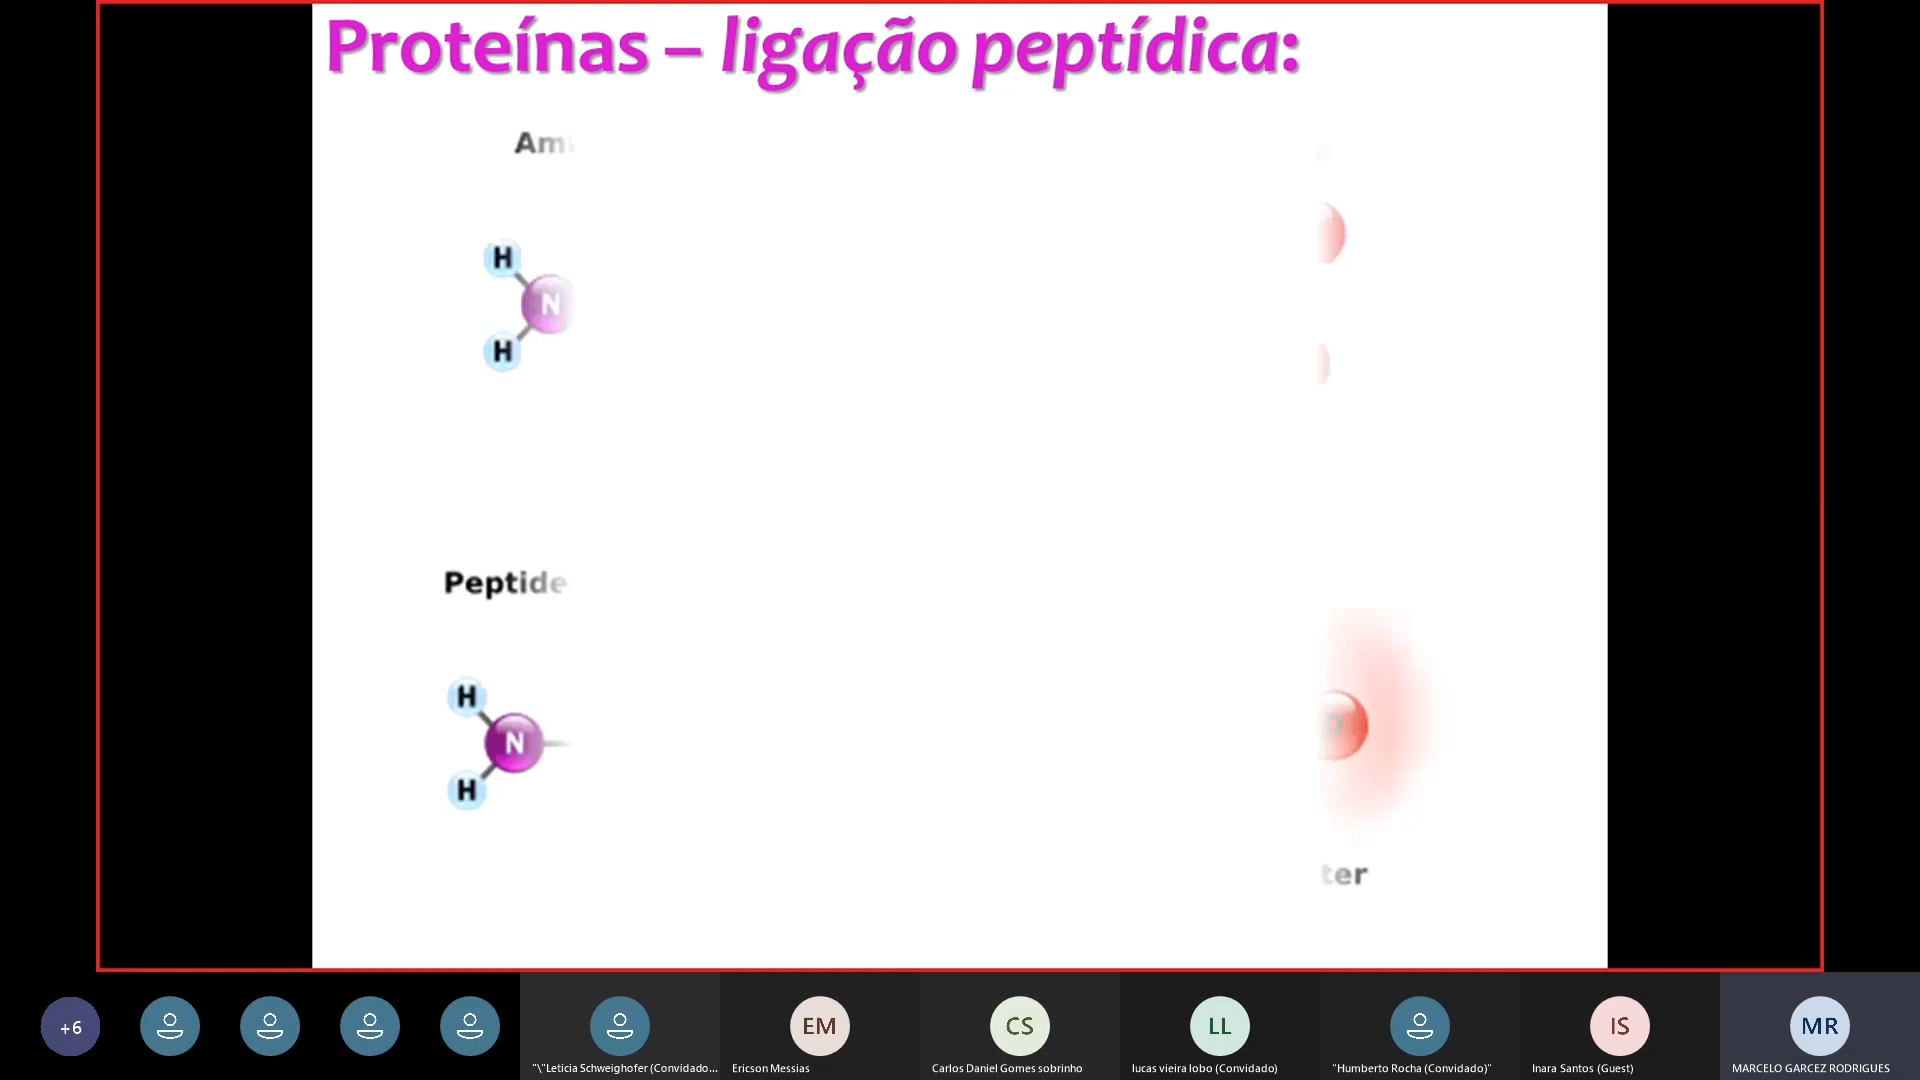 Proteínas – ligação peptídica:
Am
H
N
H
Peptide
H
N
H
ter
+6
EM
CS
LL
IS
MR
"\"Leticia Schweighofer (Convidado...
Ericson Messias
Carlos Daniel Gomes sobrinho
lucas vieira lobo (Convidado)
"Humberto Rocha (Convidado)"
Inara Santos (Guest)
MARCELO GARCEZ RODRIGUES